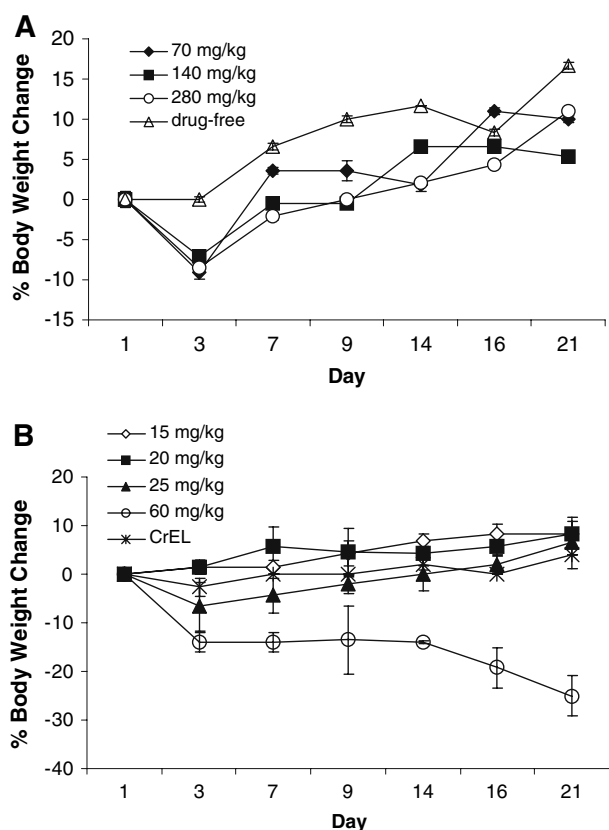 A
70 mg/kg
140 mg/kg
280 mg/kg
drug-free
% Body Weight Change
20
15
10
5
0
-5
-10
-15
1 3 7 9 14 16 21
Day
B
15 mg/kg
20 mg/kg
25 mg/kg
60 mg/kg
CrEL
% Body Weight Change
20
10
0
-10
-20
-30
-40
1 3 7 9 14 16 21
Day